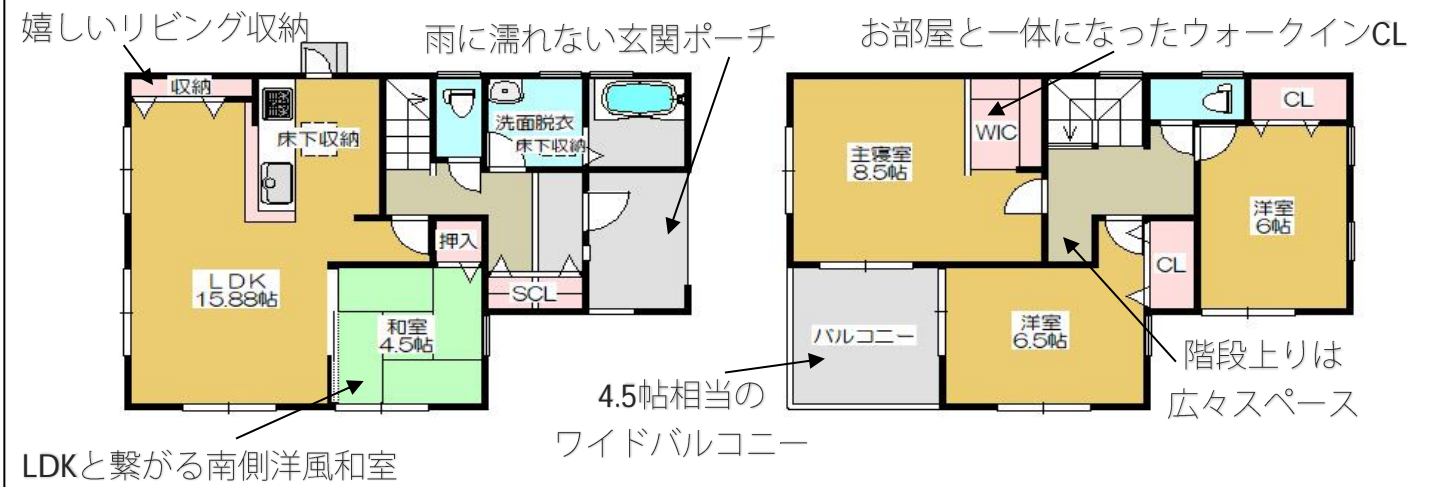 嬉しいリビング収納
雨に濡れない玄関ポーチ
お部屋と一体になったウォークインCL
収納
床下収納
洗面脱衣
床下収納
押入
LDK
15.88帖
SCL
和室
4.5帖
主寝室
8.5帖
WIC
CL
洋室
6帖
CL
バルコニー
洋室
6.5帖
階段上りは
広々スペース
4.5帖相当の
ワイドバルコニー
LDKと繋がる南側洋風和室